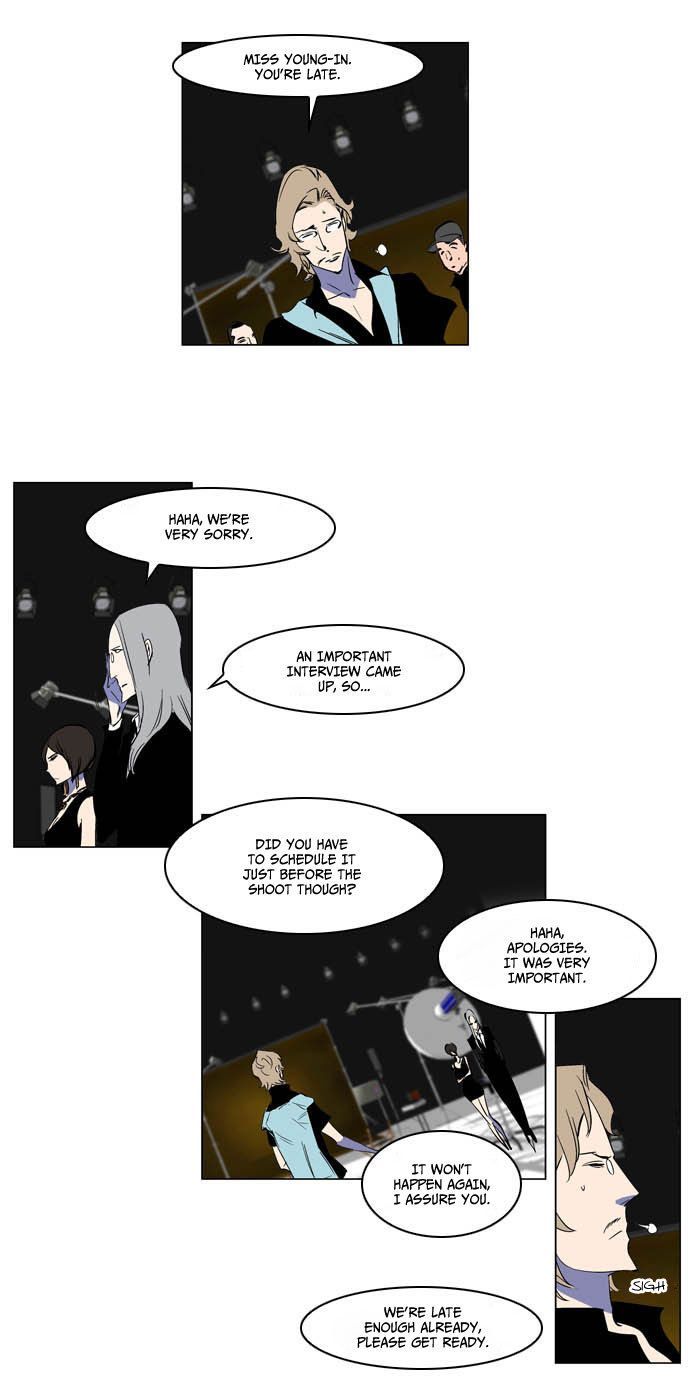 MISS YOUNG-IN.
YOU'RE LATE.
HAHA, WE'RE
VERY SORRY.
AN IMPORTANT
INTERVIEW CAME
UP, SO...
DID YOU HAVE
TO SCHEDULE IT
JUST BEFORE THE
SHOOT THOUGH?
HAHA,
APOLOGIES.
IT WAS VERY
IMPORTANT.
IT WON'T
HAPPEN AGAIN,
I ASSURE YOU.
SIGH
WE'RE LATE
ENOUGH ALREADY,
PLEASE GET READY.